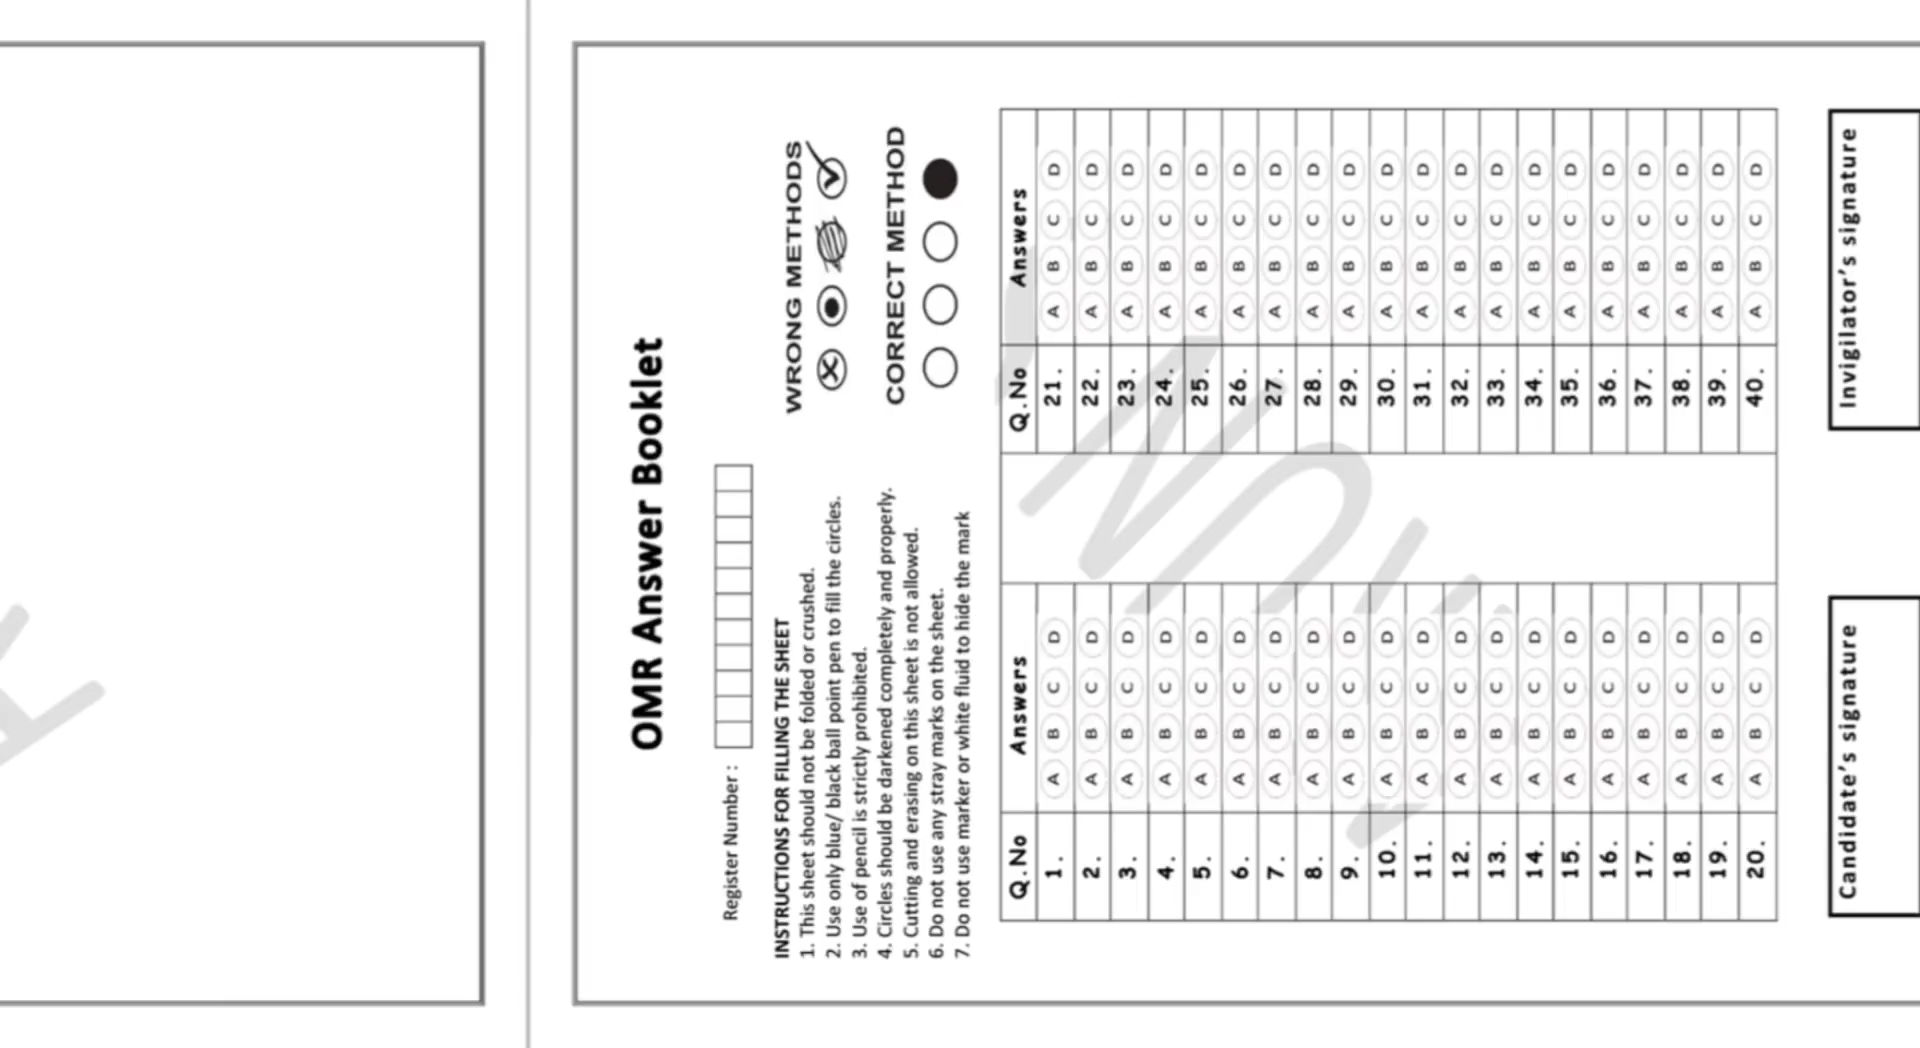 OMR Answer Booklet
Register Number :
INSTRUCTIONS FOR FILLING THE SHEET
1. This sheet should not be folded or crushed.
2. Use only blue/ black ball point pen to fill the circles.
3. Use of pencil is strictly prohibited.
4. Circles should be darkened completely and properly.
5. Cutting and erasing on this sheet is not allowed.
6. Do not use any stray marks on the sheet.
7. Do not use marker or white fluid to hide the mark
WRONG METHODS
CORRECT METHOD
Q.No Answers Q.No Answers
1. A B C D 21. A B C D
2. A B C D 22. A B C D
3. A B C D 23. A B C D
4. A B C D 24. A B C D
5. A B C D 25. A B C D
6. A B C D 26. A B C D
7. A B C D 27. A B C D
8. A B C D 28. A B C D
9. A B C D 29. A B C D
10. A B C D 30. A B C D
11. A B C D 31. A B C D
12. A B C D 32. A B C D
13. A B C D 33. A B C D
14. A B C D 34. A B C D
15. A B C D 35. A B C D
16. A B C D 36. A B C D
17. A B C D 37. A B C D
18. A B C D 38. A B C D
19. A B C D 39. A B C D
20. A B C D 40. A B C D
Candidate's signature Invigilator's signature